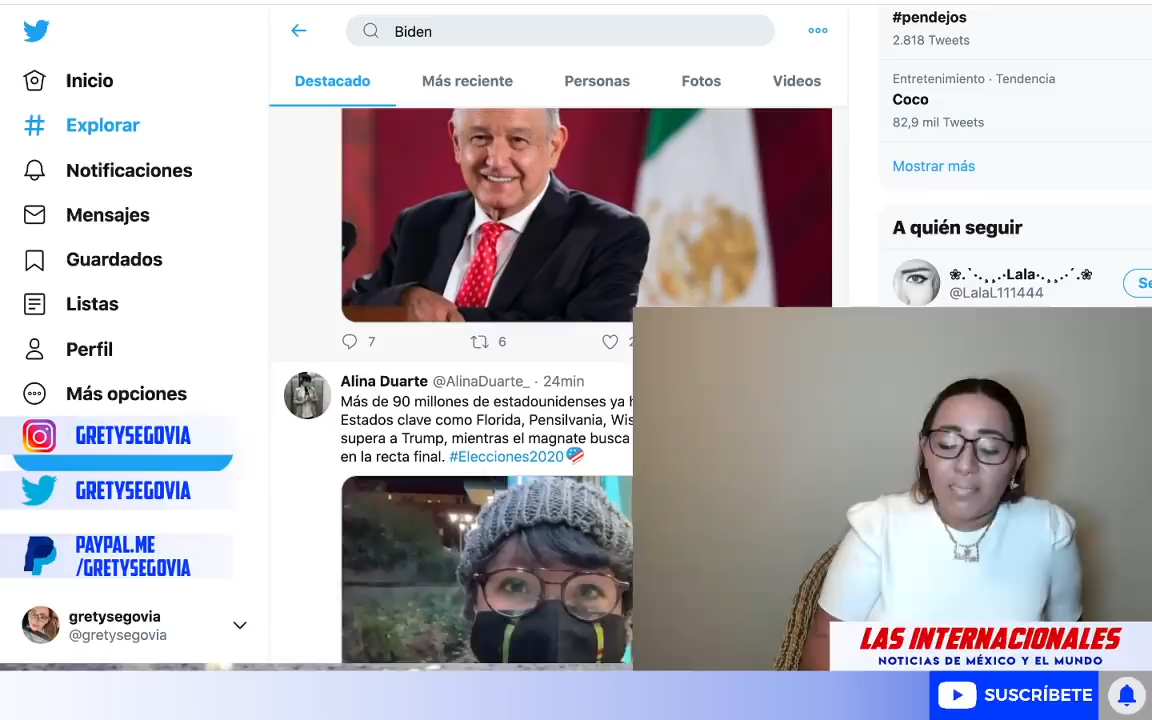 Inicio
Explorar
Notificaciones
Mensajes
Guardados
Listas
Perfil
Más opciones
GRETYSEGOVIA
GRETYSEGOVIA
PAYPAL.ME
/GRETYSEGOVIA
gretysegovia
@gretysegovia
Biden
Destacado
Más reciente
Personas
Fotos
Videos
7
6
Alina Duarte @AlinaDuarte_ · 24min
Más de 90 millones de estadounidenses ya
Estados clave como Florida, Pensilvania,
supera a Trump, mientras el magnate busca
en la recta final. #Elecciones2020
#pendejos
2.818 Tweets
Entretenimiento · Tendencia
Coco
82,9 mil Tweets
Mostrar más
A quién seguir
❀.`·.¸¸.·Lala·.¸¸.·´.❀
@LalaL111444
Se
LAS INTERNACIONALES
NOTICIAS DE MÉXICO Y EL MUNDO
SUSCRÍBETE